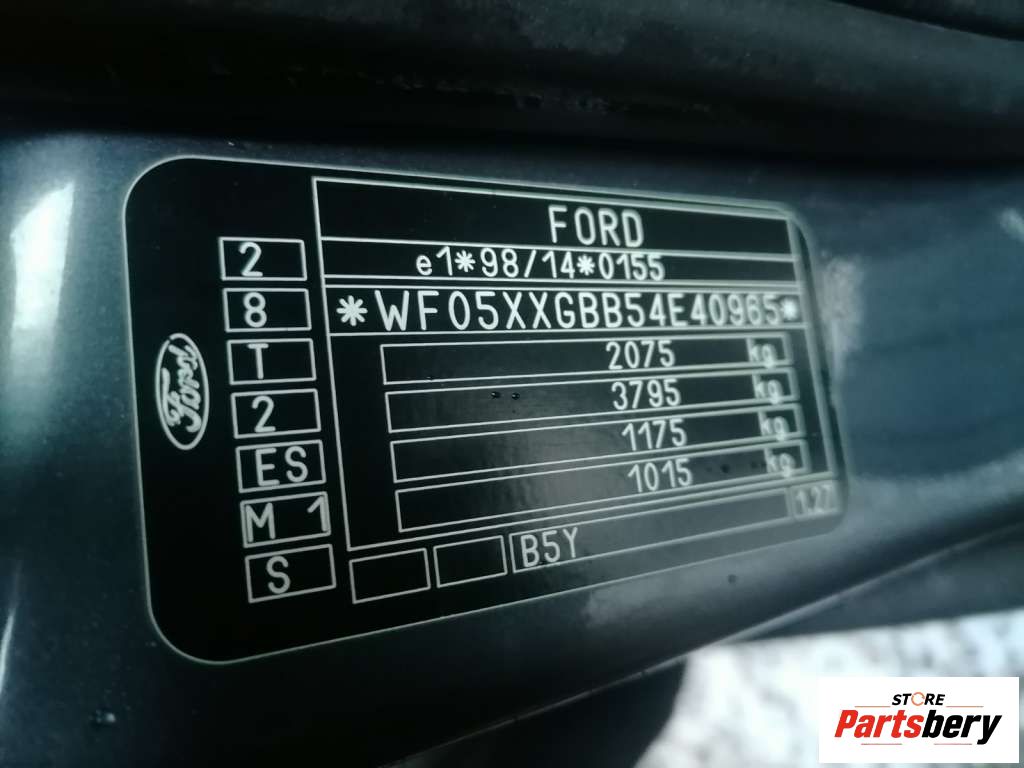 FORD
e1*98/14*0155
*WF05XXGBB54E40965*
2075 kg
3795 kg
1175 kg
1015 kg
B5Y
1.27
2
8
T
2
ES
M 1
S
Ford
STORE
Partsbery